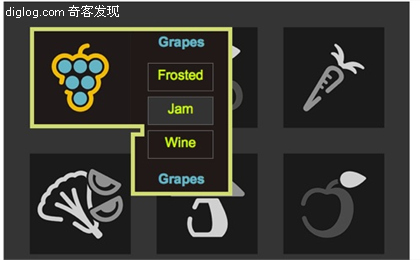 diglog.com 奇客发现
Grapes
Frosted
Jam
Wine
Grapes